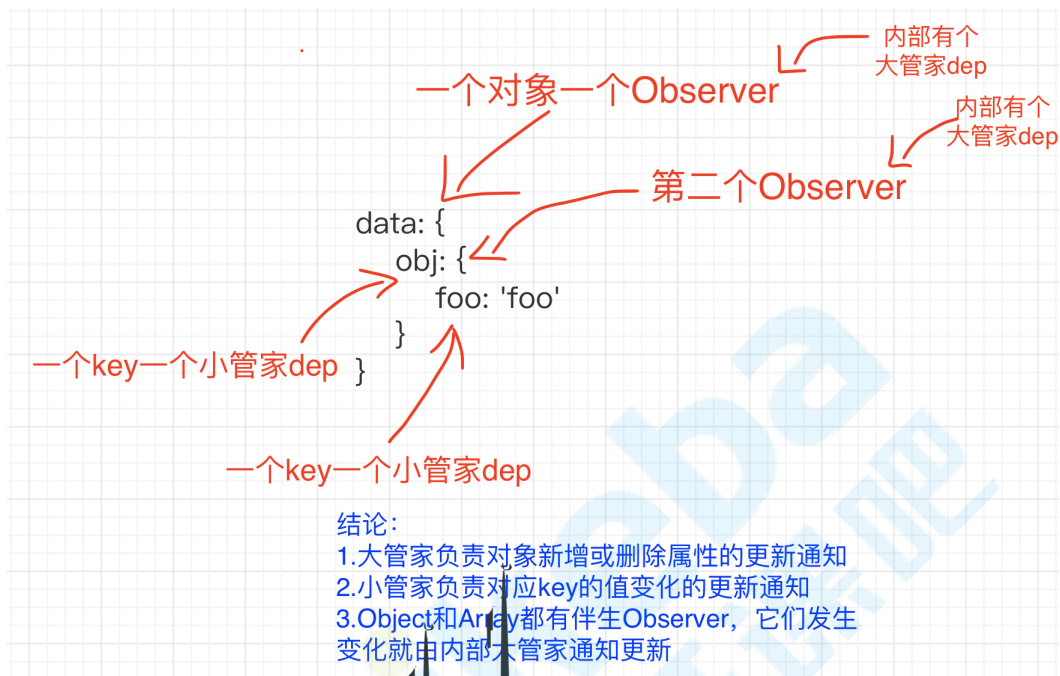 内部有个
大管家dep
一个对象一个Observer
内部有个
大管家dep
第二个Observer
data: {
obj: {
foo: 'foo'
}
一个key一个小管家dep
}
一个key一个小管家dep
结论：
1.大管家负责对象新增或删除属性的更新通知
2.小管家负责对应key的值变化的更新通知
3.Object和Array都有伴生Observer，它们发生
变化就由内部大管家通知更新